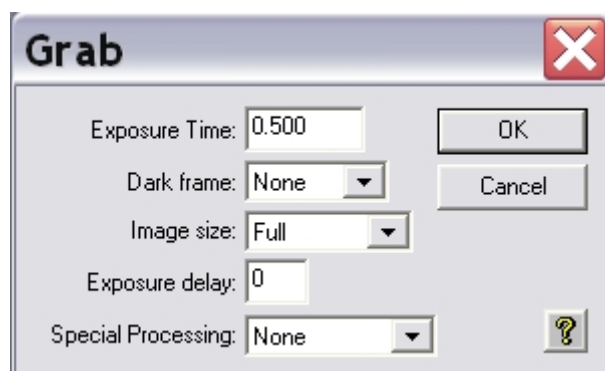 Grab
Exposure Time: 0.500
OK
Dark frame: None
Cancel
Image size: Full
Exposure delay: 0
Special Processing: None
?